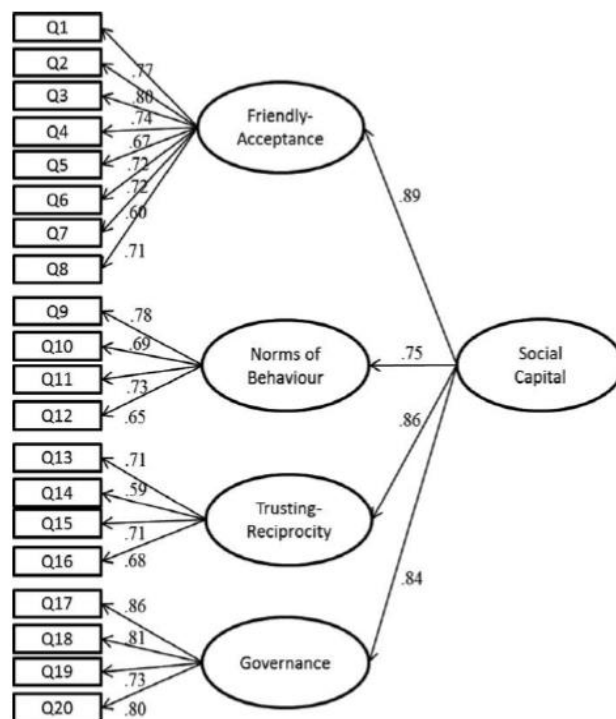 Q1
Q2
Q3
Q4
Q5
Q6
Q7
Q8
.77
.80
.74
.67
.72
.72
.60
.71
Friendly-
Acceptance
.89
Q9
Q10
Q11
Q12
.78
.69
.73
.65
Norms of
Behaviour
.75
Social
Capital
Q13
Q14
Q15
Q16
.71
.59
.71
.68
Trusting-
Reciprocity
.86
Q17
Q18
Q19
Q20
.86
.81
.73
.80
Governance
.84